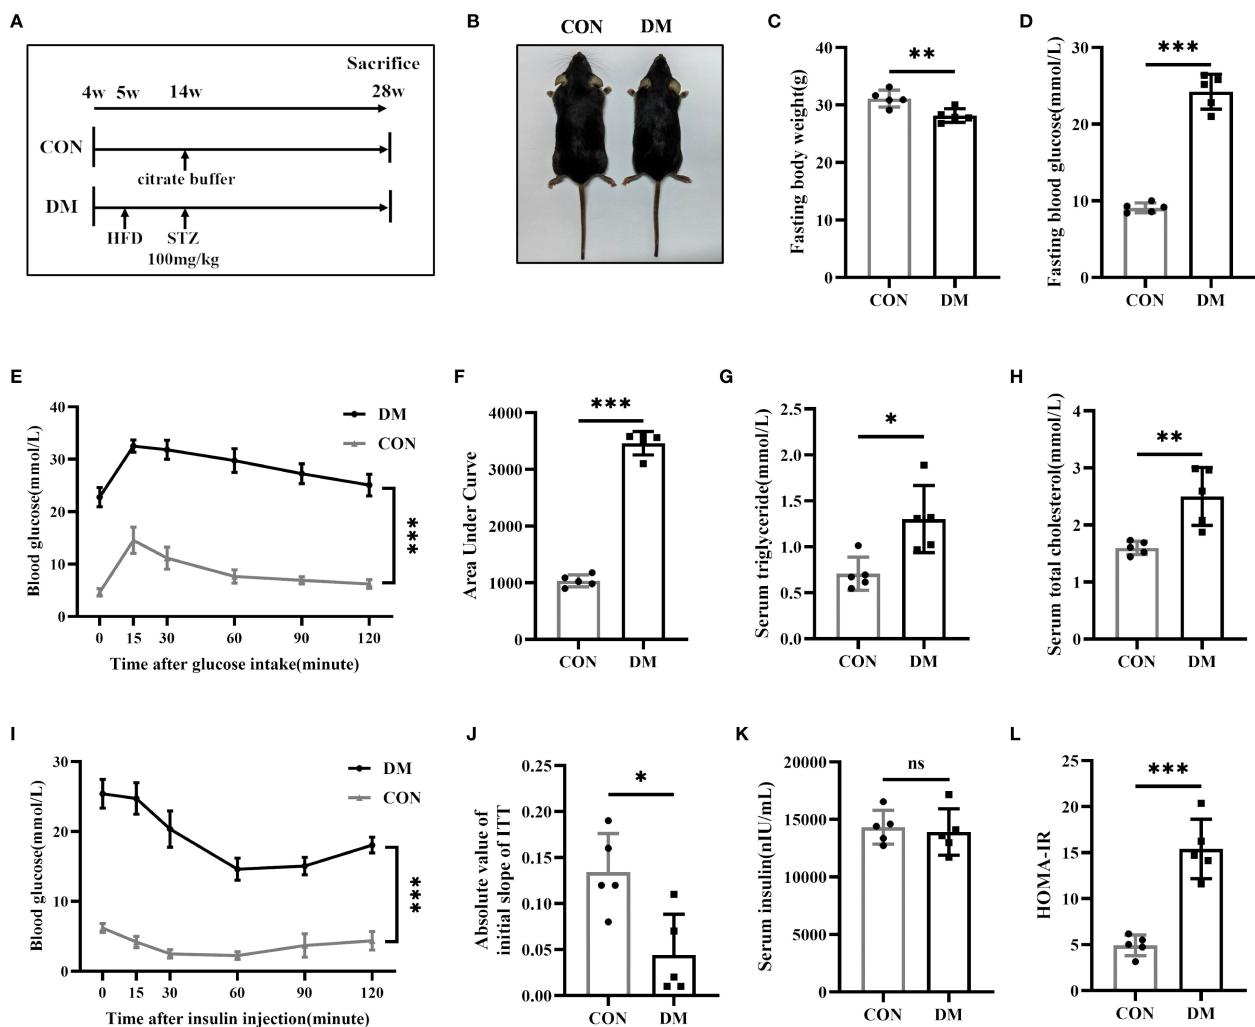 A
Sacrifice
4w 5w 14w 28w
CON
citrate buffer
DM
HFD STZ
100mg/kg
B
CON DM
C
Fasting body weight(g)
40
30
20
10
0
**
CON DM
D
Fasting blood glucose(mmol/L)
30
20
10
0
***
CON DM
E
Blood glucose(mmol/L)
40
30
20
10
0
DM
CON
***
0 15 30 60 90 120
Time after glucose intake(minute)
F
Area Under Curve
4000
3000
2000
1000
0
***
CON DM
G
Serum triglyceride(mmol/L)
2.5
2.0
1.5
1.0
0.5
0.0
*
CON DM
H
Serum total cholesterol(mmol/L)
4
3
2
1
0
**
CON DM
I
Blood glucose(mmol/L)
30
20
10
0
DM
CON
***
0 15 30 60 90 120
Time after insulin injection(minute)
J
Absolute value of
initial slope of ITT
0.25
0.20
0.15
0.10
0.05
0.00
*
CON DM
K
Serum insulin(nIU/mL)
20000
15000
10000
5000
0
ns
CON DM
L
HOMA-IR
25
20
15
10
5
0
***
CON DM